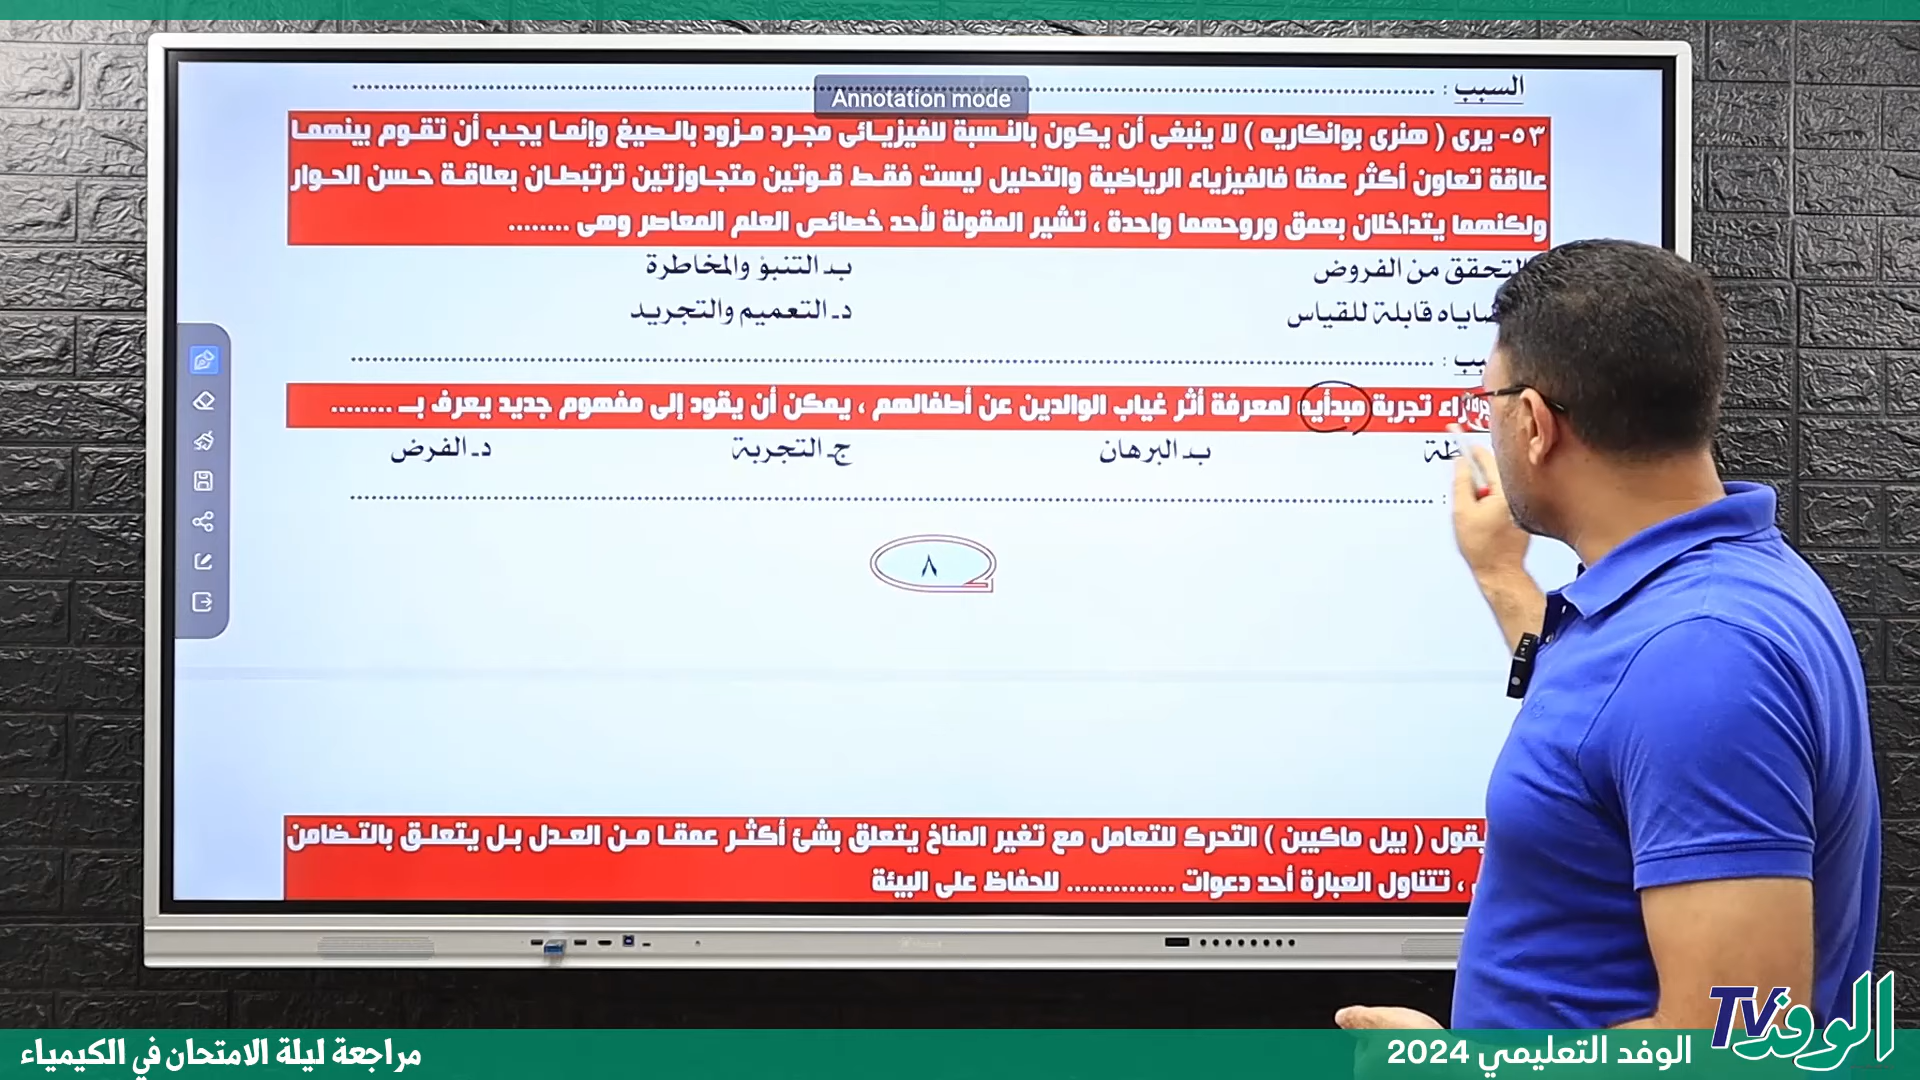 السبب : ........................
Annotation mode
٥٣- يرى ( هنرى بوانكاريه ) لا ينبغى أن يكون بالنسبة للفيزيائى مجرد مزود بالصيغ وإنما يجب أن تقوم بينهما
علاقة تعاون أكثر عمقا فالفيزياء الرياضية والتحليل ليست فقط قوتين متجاوزتين ترتبطان بعلاقة حسن الحوار
ولكنهما يتداخلان بعمق وروحهما واحدة ، تشير المقولة لأحد خصائص العلم المعاصر وهى ........
التحقق من الفروض ب- التنبؤ والمخاطرة
قابلة للقياس د- التعميم والتجريد
: ........................
تجربة مبدأيه لمعرفة أثر غياب الوالدين عن أطفالهم ، يمكن أن يقود إلى مفهوم جديد يعرف بـ ........
ب- البرهان ج- التجربة د- الفرض
: ........................
٨
يقول ( بيل ماكيبن ) التحرك للتعامل مع تغير المناخ يتعلق بشئ أكثر عمقا من العدل بل يتعلق بالتضامن
، تتناول العبارة أحد دعوات .............. للحفاظ على البيئة
الوفد TV
الوفد التعليمي 2024
مراجعة ليلة الامتحان في الكيمياء